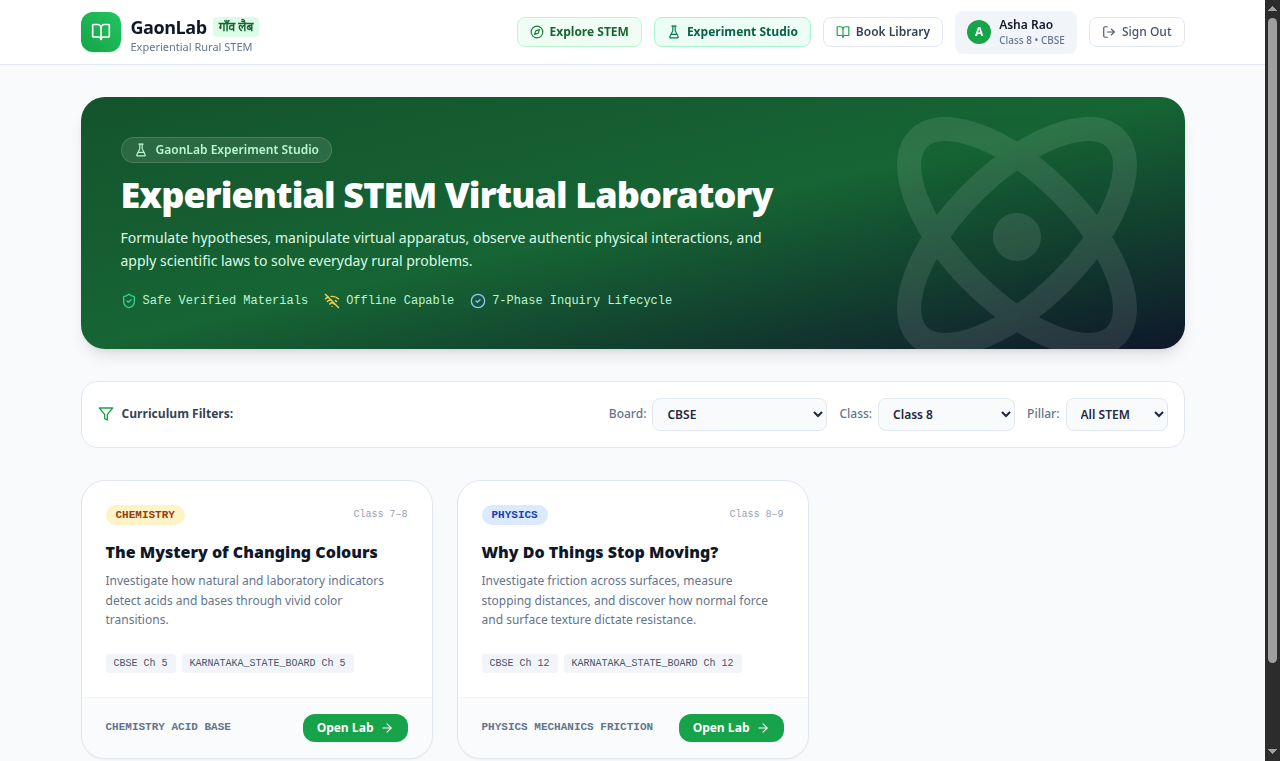 GaonLab गाँव लैब
Experiential Rural STEM
Explore STEM
Experiment Studio
Book Library
A
Asha Rao
Class 8 • CBSE
Sign Out
GaonLab Experiment Studio
Experiential STEM Virtual Laboratory
Formulate hypotheses, manipulate virtual apparatus, observe authentic physical interactions, and
apply scientific laws to solve everyday rural problems.
Safe Verified Materials
Offline Capable
7-Phase Inquiry Lifecycle
Curriculum Filters:
Board: CBSE
Class: Class 8
Pillar: All STEM
CHEMISTRY
Class 7–8
The Mystery of Changing Colours
Investigate how natural and laboratory indicators
detect acids and bases through vivid color
transitions.
CBSE Ch 5
KARNATAKA_STATE_BOARD Ch 5
CHEMISTRY ACID BASE
Open Lab
PHYSICS
Class 8–9
Why Do Things Stop Moving?
Investigate friction across surfaces, measure
stopping distances, and discover how normal force
and surface texture dictate resistance.
CBSE Ch 12
KARNATAKA_STATE_BOARD Ch 12
PHYSICS MECHANICS FRICTION
Open Lab